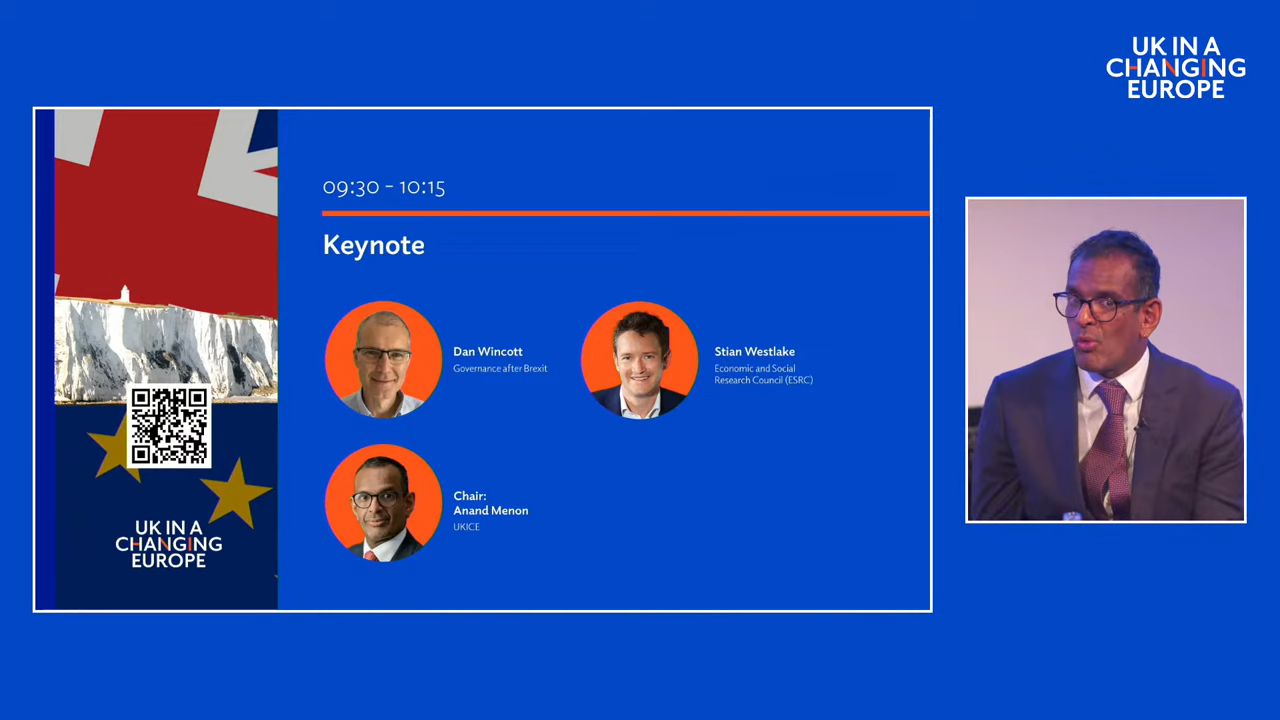 UK IN A
CHANGING
EUROPE
09:30 - 10:15
Keynote
Dan Wincott
Governance after Brexit
Stian Westlake
Economic and Social
Research Council (ESRC)
Chair:
Anand Menon
UKICE
UK IN A
CHANGING
EUROPE